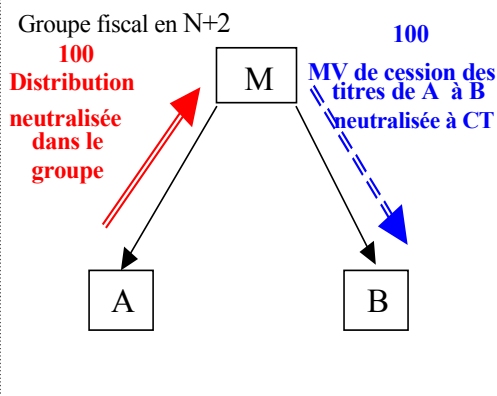 Groupe fiscal en N+2
100
Distribution
neutralisée
dans le
groupe
M
100
MV de cession des
titres de A à B
neutralisée à CT
A
B